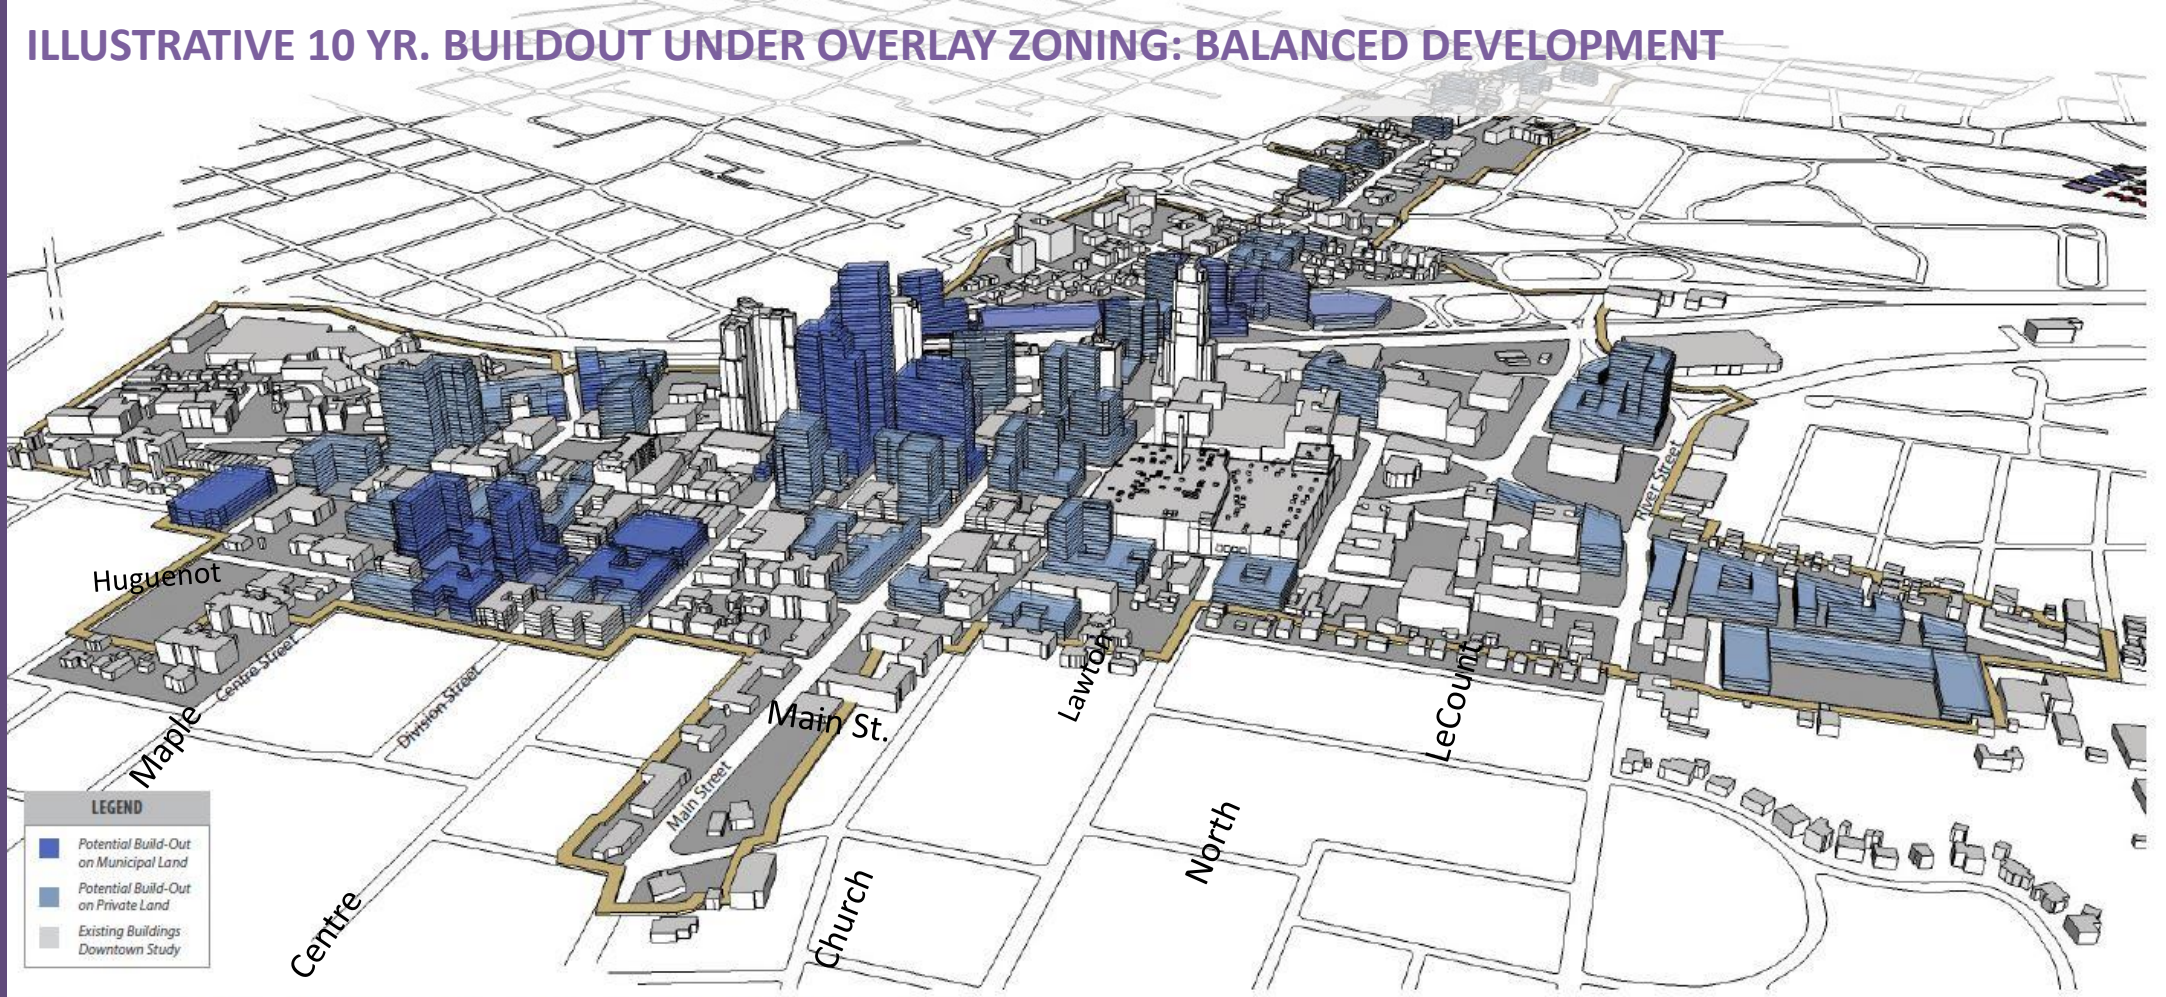 ILLUSTRATIVE 10 YR. BUILDOUT UNDER OVERLAY ZONING: BALANCED DEVELOPMENT
River Street
Huguenot
Centre Street
Division Street
Maple
Main St.
Main Street
Lawton
LeCount
North
Church
Centre
LEGEND
Potential Build-Out
on Municipal Land
Potential Build-Out
on Private Land
Existing Buildings
Downtown Study